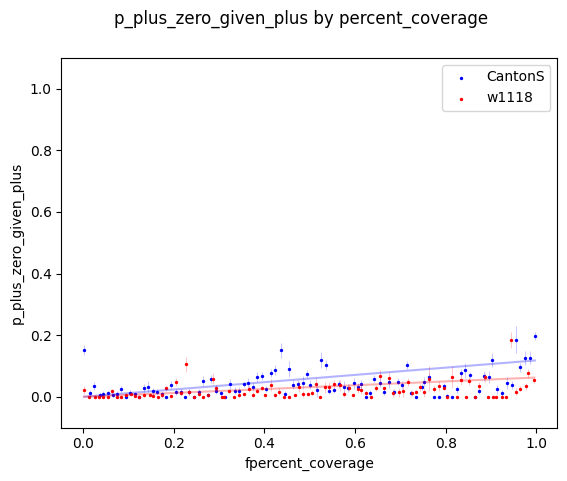 p_plus_zero_given_plus by percent_coverage
CantonS
w1118
p_plus_zero_given_plus
1.0
0.8
0.6
0.4
0.2
0.0
0.0 0.2 0.4 0.6 0.8 1.0
fpercent_coverage